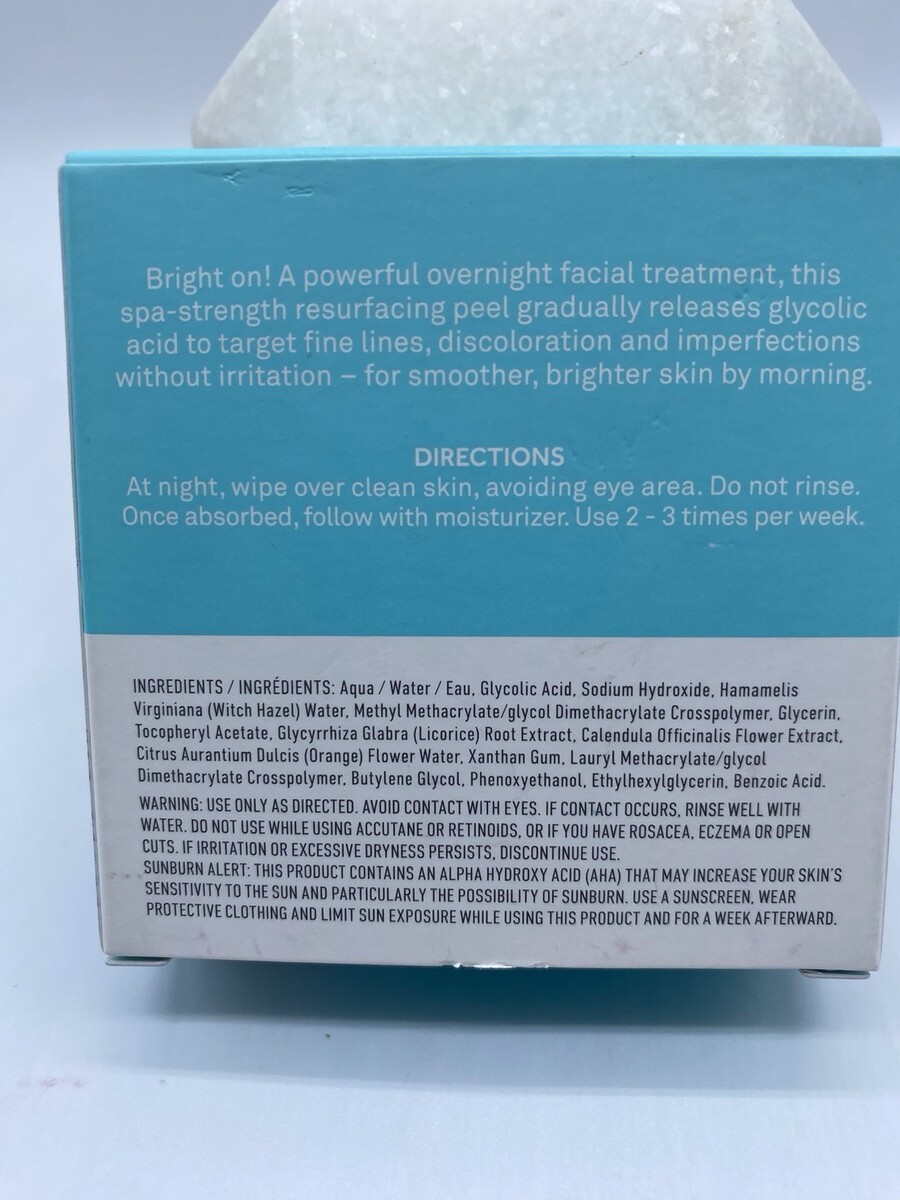 Bright on! A powerful overnight facial treatment, this
spa-strength resurfacing peel gradually releases glycolic
acid to target fine lines, discoloration and imperfections
without irritation – for smoother, brighter skin by morning.
DIRECTIONS
At night, wipe over clean skin, avoiding eye area. Do not rinse.
Once absorbed, follow with moisturizer. Use 2 - 3 times per week.
INGREDIENTS / INGRÉDIENTS: Aqua / Water / Eau, Glycolic Acid, Sodium Hydroxide, Hamamelis
Virginiana (Witch Hazel) Water, Methyl Methacrylate/glycol Dimethacrylate Crosspolymer, Glycerin,
Tocopheryl Acetate, Glycyrrhiza Glabra (Licorice) Root Extract, Calendula Officinalis Flower Extract,
Citrus Aurantium Dulcis (Orange) Flower Water, Xanthan Gum, Lauryl Methacrylate/glycol
Dimethacrylate Crosspolymer, Butylene Glycol, Phenoxyethanol, Ethylhexylglycerin, Benzoic Acid.
WARNING: USE ONLY AS DIRECTED. AVOID CONTACT WITH EYES. IF CONTACT OCCURS, RINSE WELL WITH
WATER. DO NOT USE WHILE USING ACCUTANE OR RETINOIDS, OR IF YOU HAVE ROSACEA, ECZEMA OR OPEN
CUTS. IF IRRITATION OR EXCESSIVE DRYNESS PERSISTS, DISCONTINUE USE.
SUNBURN ALERT: THIS PRODUCT CONTAINS AN ALPHA HYDROXY ACID (AHA) THAT MAY INCREASE YOUR SKIN'S
SENSITIVITY TO THE SUN AND PARTICULARLY THE POSSIBILITY OF SUNBURN. USE A SUNSCREEN, WEAR
PROTECTIVE CLOTHING AND LIMIT SUN EXPOSURE WHILE USING THIS PRODUCT AND FOR A WEEK AFTERWARD.